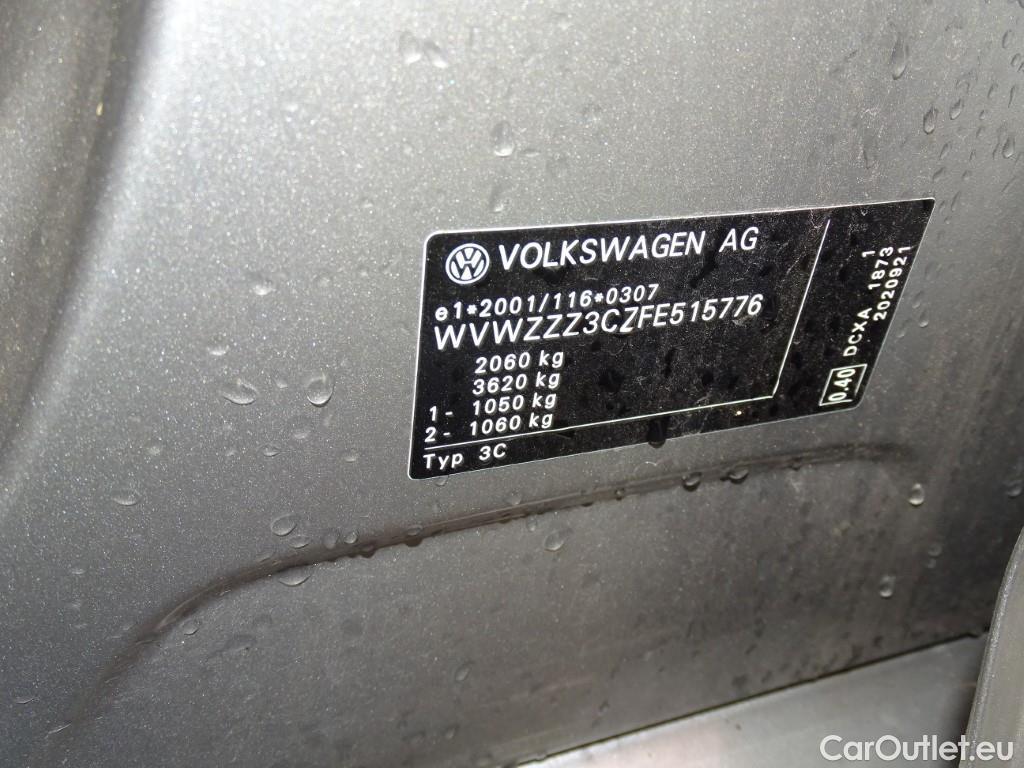 VOLKSWAGEN AG
e1*2001/116*0307
WVWZZZ3CZFE515776
2060 kg
3620 kg
1- 1050 kg
2- 1060 kg
Typ 3C
0.40 DCXA 1873 1
2020921
CarOutlet.eu